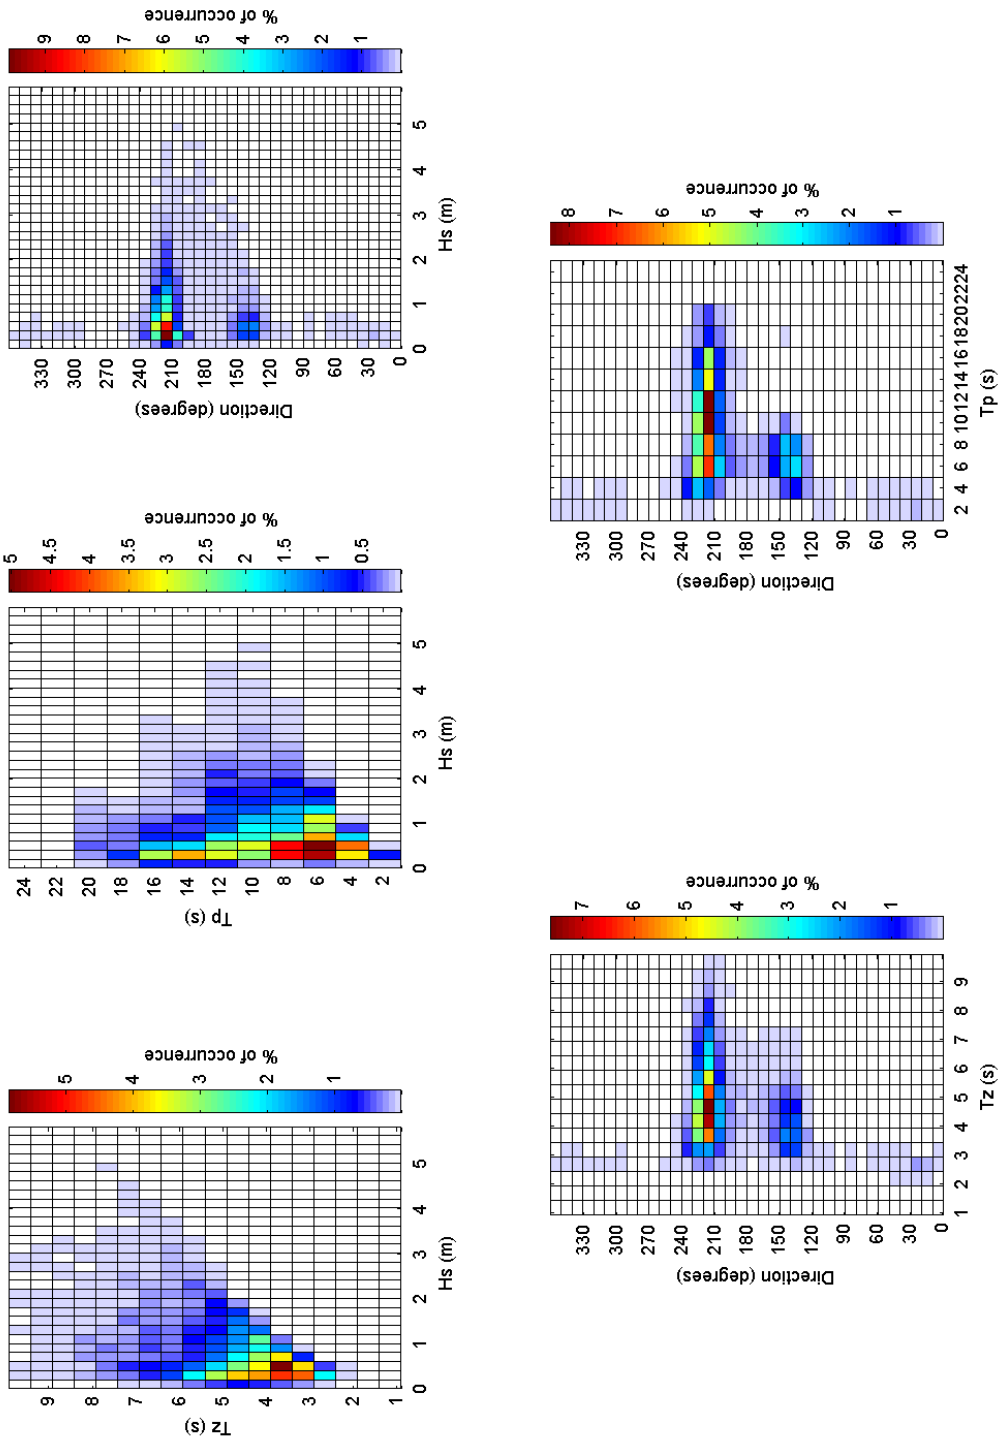 Tz (s)
9
8
7
6
5
4
3
2
1
0 1 2 3 4 5
Hs (m)
5 4 3 2 1
% of occurrence
Tp (s)
24
22
20
18
16
14
12
10
8
6
4
2
0 1 2 3 4 5
Hs (m)
5 4.5 4 3.5 3 2.5 2 1.5 1 0.5
% of occurrence
Direction (degrees)
330
300
270
240
210
180
150
120
90
60
30
0
0 1 2 3 4 5
Hs (m)
9 8 7 6 5 4 3 2 1
% of occurrence
Direction (degrees)
330
300
270
240
210
180
150
120
90
60
30
0
1 2 3 4 5 6 7 8 9
Tz (s)
7 6 5 4 3 2 1
% of occurrence
Direction (degrees)
330
300
270
240
210
180
150
120
90
60
30
0
2 4 6 8 10 12 14 16 18 20 22 24
Tp (s)
8 7 6 5 4 3 2 1
% of occurrence